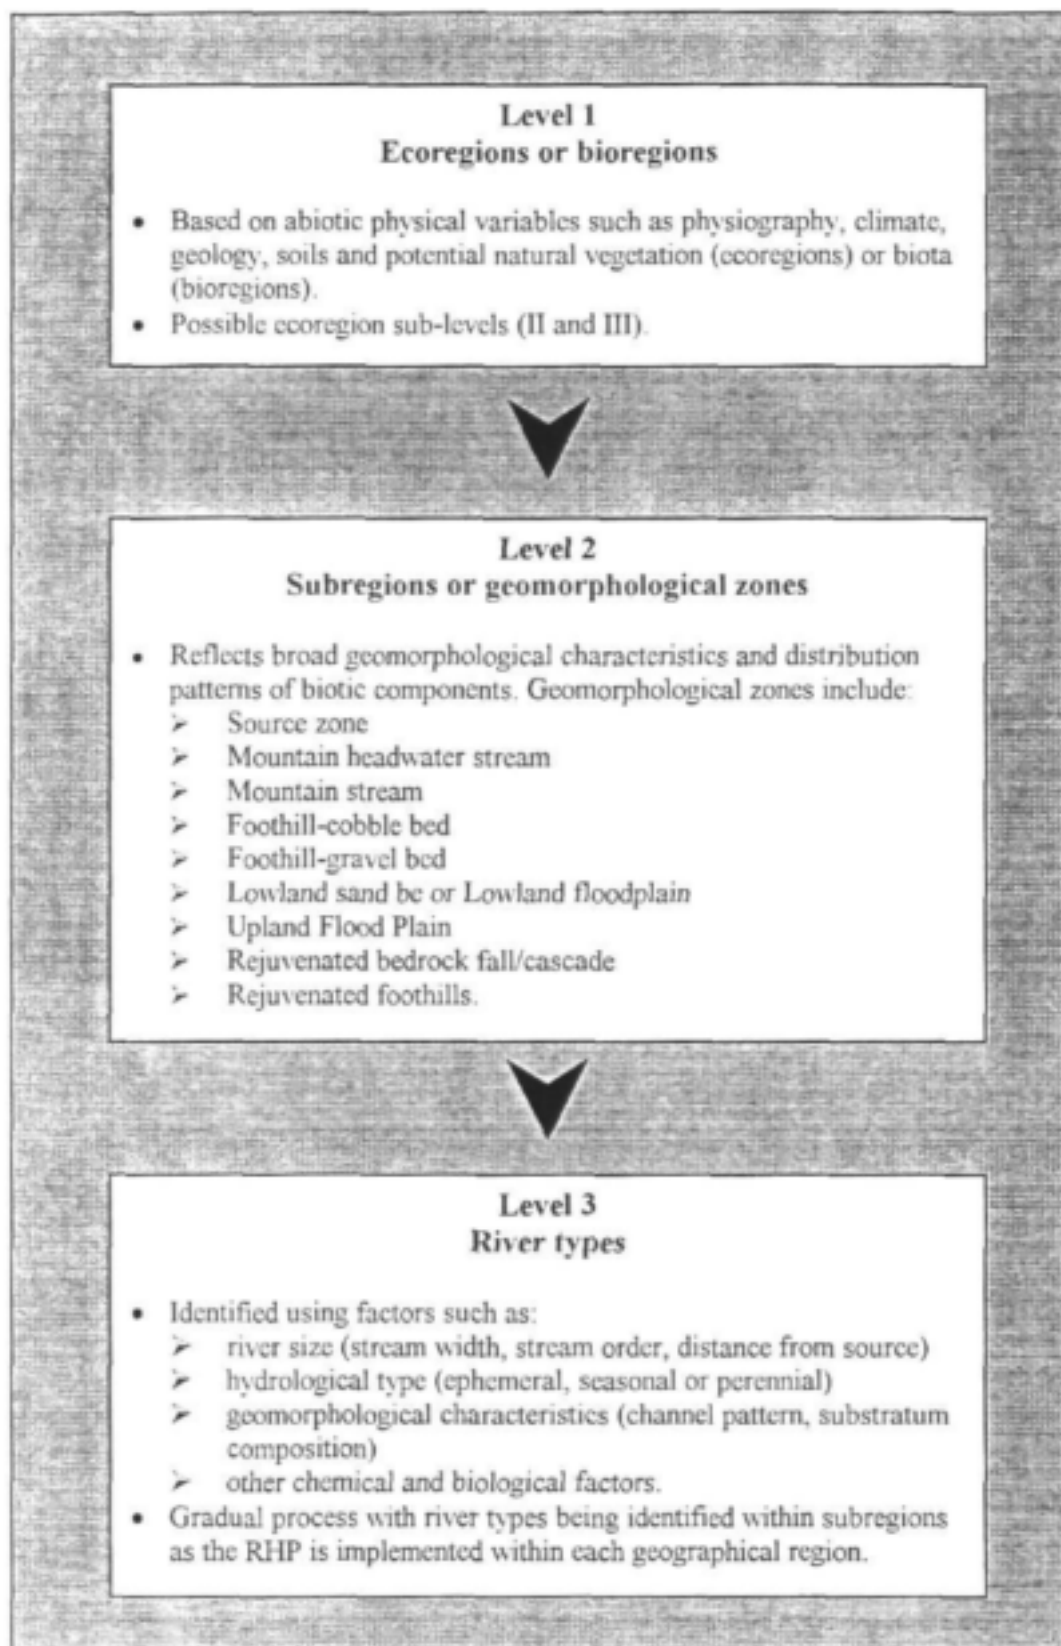 Level 1
Ecoregions or bioregions
• Based on abiotic physical variables such as physiography, climate,
geology, soils and potential natural vegetation (ecoregions) or biota
(bioregions).
• Possible ecoregion sub-levels (II and III).
Level 2
Subregions or geomorphological zones
• Reflects broad geomorphological characteristics and distribution
patterns of biotic components. Geomorphological zones include:
➢ Source zone
➢ Mountain headwater stream
➢ Mountain stream
➢ Foothill-cobble bed
➢ Foothill-gravel bed
➢ Lowland sand be or Lowland floodplain
➢ Upland Flood Plain
➢ Rejuvenated bedrock fall/cascade
➢ Rejuvenated foothills.
Level 3
River types
• Identified using factors such as:
➢ river size (stream width, stream order, distance from source)
➢ hydrological type (ephemeral, seasonal or perennial)
➢ geomorphological characteristics (channel pattern, substratum
composition)
➢ other chemical and biological factors.
• Gradual process with river types being identified within subregions
as the RHP is implemented within each geographical region.